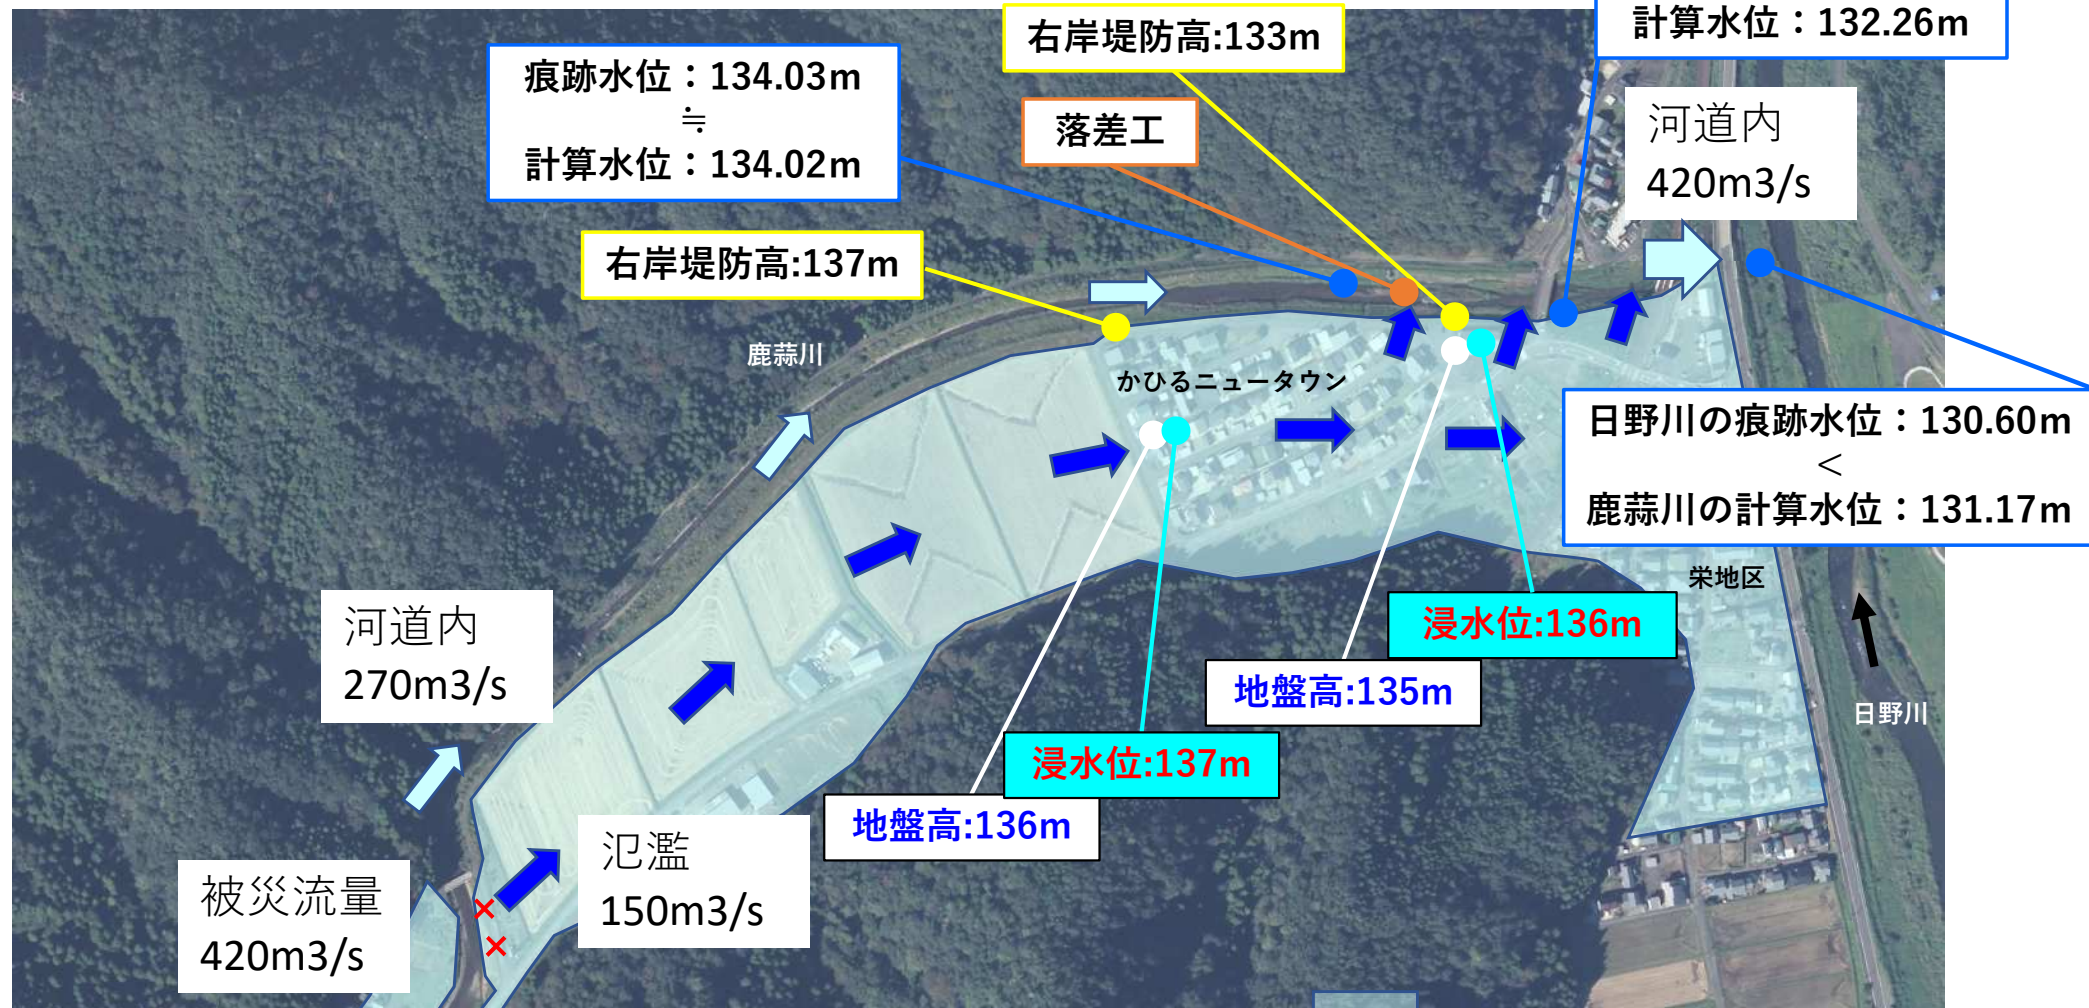 右岸堤防高:133m
計算水位：132.26m
痕跡水位：134.03m
≒
計算水位：134.02m
落差工
河道内
420m3/s
右岸堤防高:137m
鹿蒜川
かひるニュータウン
日野川の痕跡水位：130.60m
<
鹿蒜川の計算水位：131.17m
栄地区
河道内
270m3/s
浸水位:136m
地盤高:135m
日野川
浸水位:137m
地盤高:136m
氾濫
150m3/s
被災流量
420m3/s